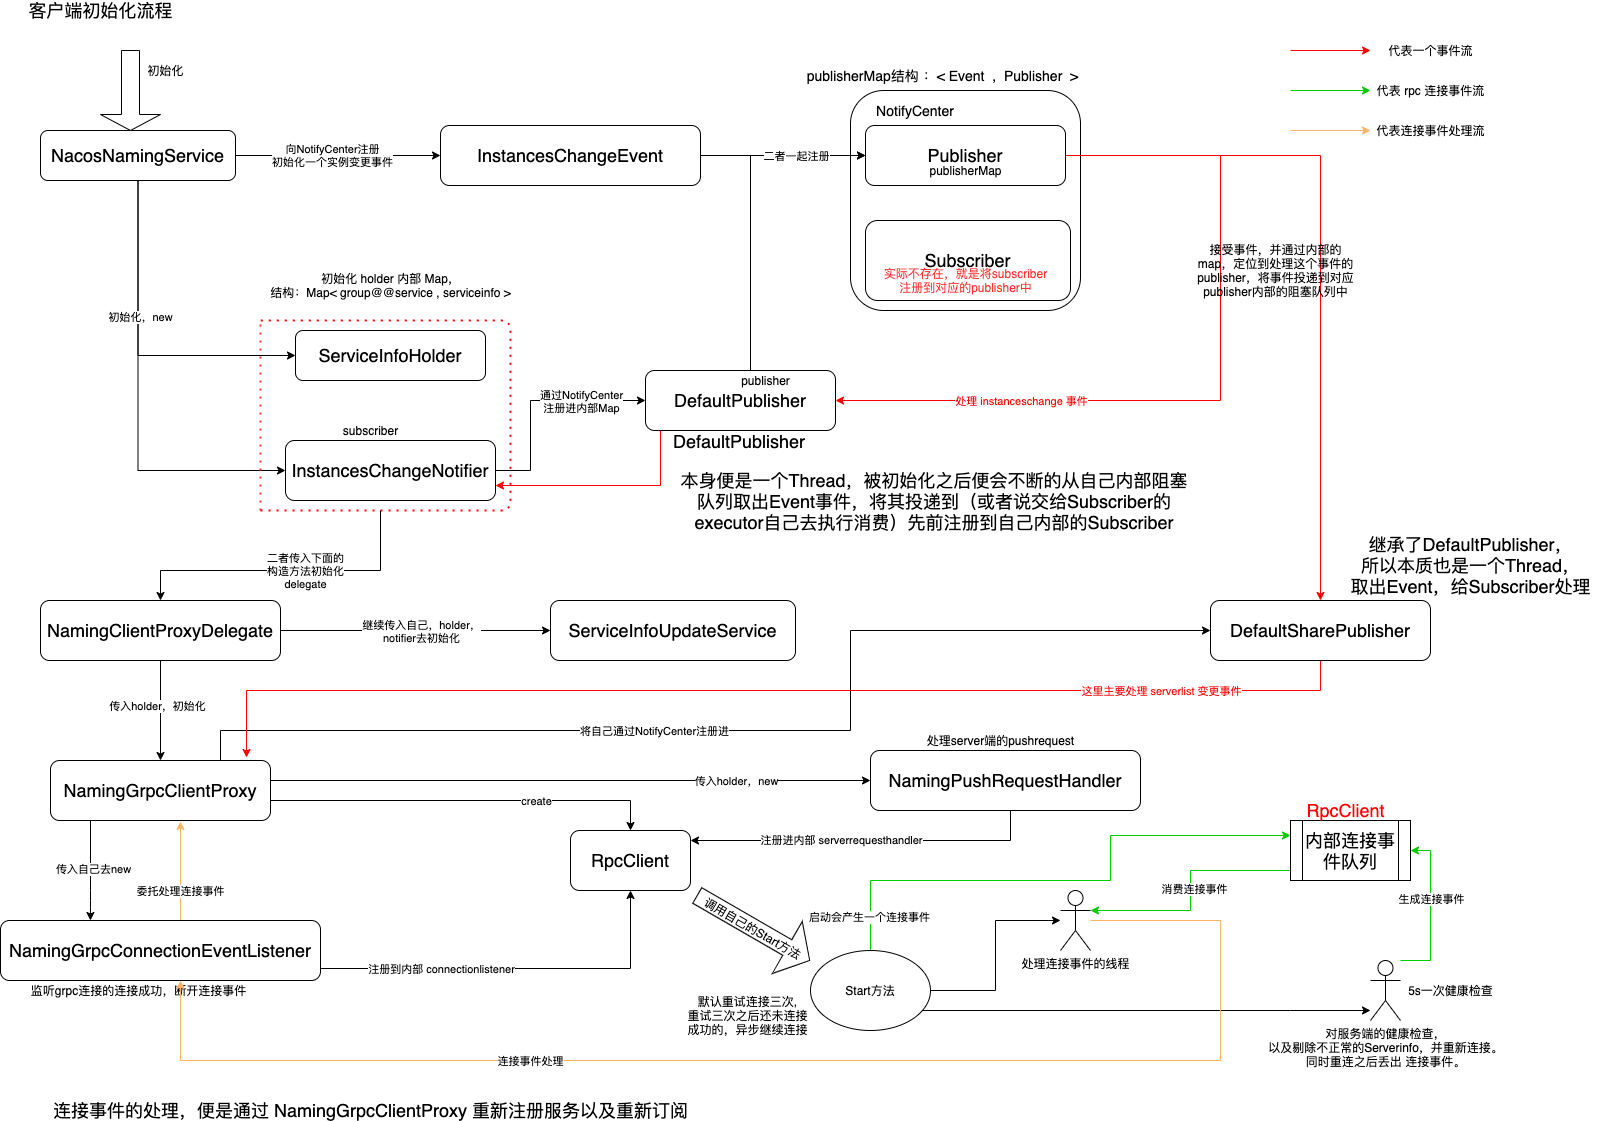 客户端初始化流程
初始化
代表一个事件流
代表 rpc 连接事件流
代表连接事件处理流
publisherMap结构 : < Event , Publisher >
NotifyCenter
NacosNamingService
向NotifyCenter注册
初始化一个实例变更事件
InstancesChangeEvent
二者一起注册
Publisher
publisherMap
Subscriber
实际不存在，就是将subscriber
注册到对应的publisher中
接受事件，并通过内部的
map，定位到处理这个事件的
publisher，将事件投递到对应
publisher内部的阻塞队列中
初始化 holder 内部 Map，
结构：Map< group@@service , serviceinfo >
初始化，new
ServiceInfoHolder
publisher
DefaultPublisher
通过NotifyCenter
注册进内部Map
处理 instanceschange 事件
subscriber
InstancesChangeNotifier
DefaultPublisher
本身便是一个Thread，被初始化之后便会不断的从自己内部阻塞
队列取出Event事件，将其投递到（或者说交给Subscriber的
executor自己去执行消费）先前注册到自己内部的Subscriber
继承了DefaultPublisher，
所以本质也是一个Thread，
取出Event，给Subscriber处理
二者传入下面的
构造方法初始化
delegate
NamingClientProxyDelegate
继续传入自己，holder，
notifier去初始化
ServiceInfoUpdateService
DefaultSharePublisher
这里主要处理 serverlist 变更事件
传入holder，初始化
将自己通过NotifyCenter注册进
处理server端的pushrequest
NamingGrpcClientProxy
传入holder，new
NamingPushRequestHandler
create
注册进内部 serverrequesthandler
RpcClient
RpcClient
内部连接事
件队列
传入自己去new
委托处理连接事件
调用自己的Start方法
启动会产生一个连接事件
消费连接事件
生成连接事件
NamingGrpcConnectionEventListener
监听grpc连接的连接成功，断开连接事件
注册到内部 connectionlistener
处理连接事件的线程
Start方法
默认重试连接三次，
重试三次之后还未连接
成功的，异步继续连接
5s一次健康检查
对服务端的健康检查，
以及剔除不正常的Serverinfo，并重新连接。
同时重连之后丢出 连接事件。
连接事件处理
连接事件的处理，便是通过 NamingGrpcClientProxy 重新注册服务以及重新订阅